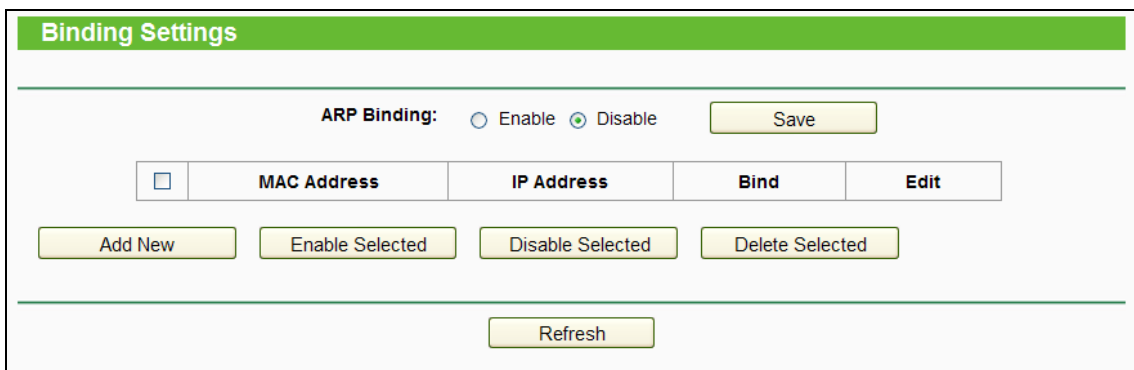 Binding Settings
ARP Binding: Enable Disable Save
MAC Address IP Address Bind Edit
Add New Enable Selected Disable Selected Delete Selected
Refresh